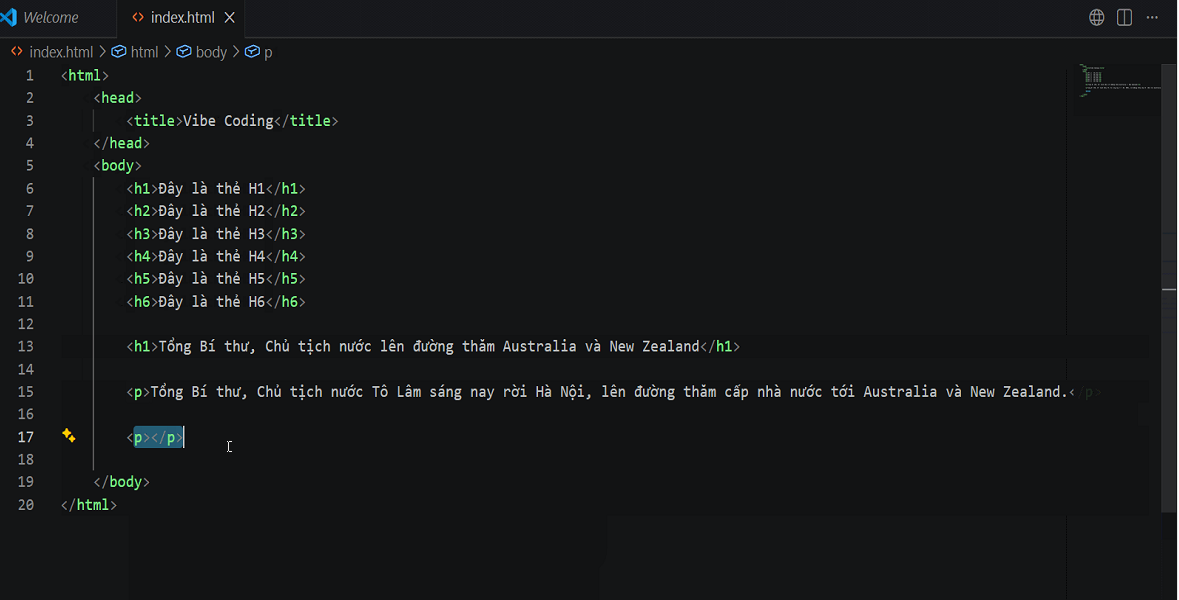 Welcome
index.html
index.html > html > body > p
1 <html>
2 <head>
3 <title>Vibe Coding</title>
4 </head>
5 <body>
6 <h1>Đây là thẻ H1</h1>
7 <h2>Đây là thẻ H2</h2>
8 <h3>Đây là thẻ H3</h3>
9 <h4>Đây là thẻ H4</h4>
10 <h5>Đây là thẻ H5</h5>
11 <h6>Đây là thẻ H6</h6>
12
13 <h1>Tổng Bí thư, Chủ tịch nước lên đường thăm Australia và New Zealand</h1>
14
15 <p>Tổng Bí thư, Chủ tịch nước Tô Lâm sáng nay rời Hà Nội, lên đường thăm cấp nhà nước tới Australia và New Zealand.</p>
16
17 <p></p>
18
19 </body>
20 </html>